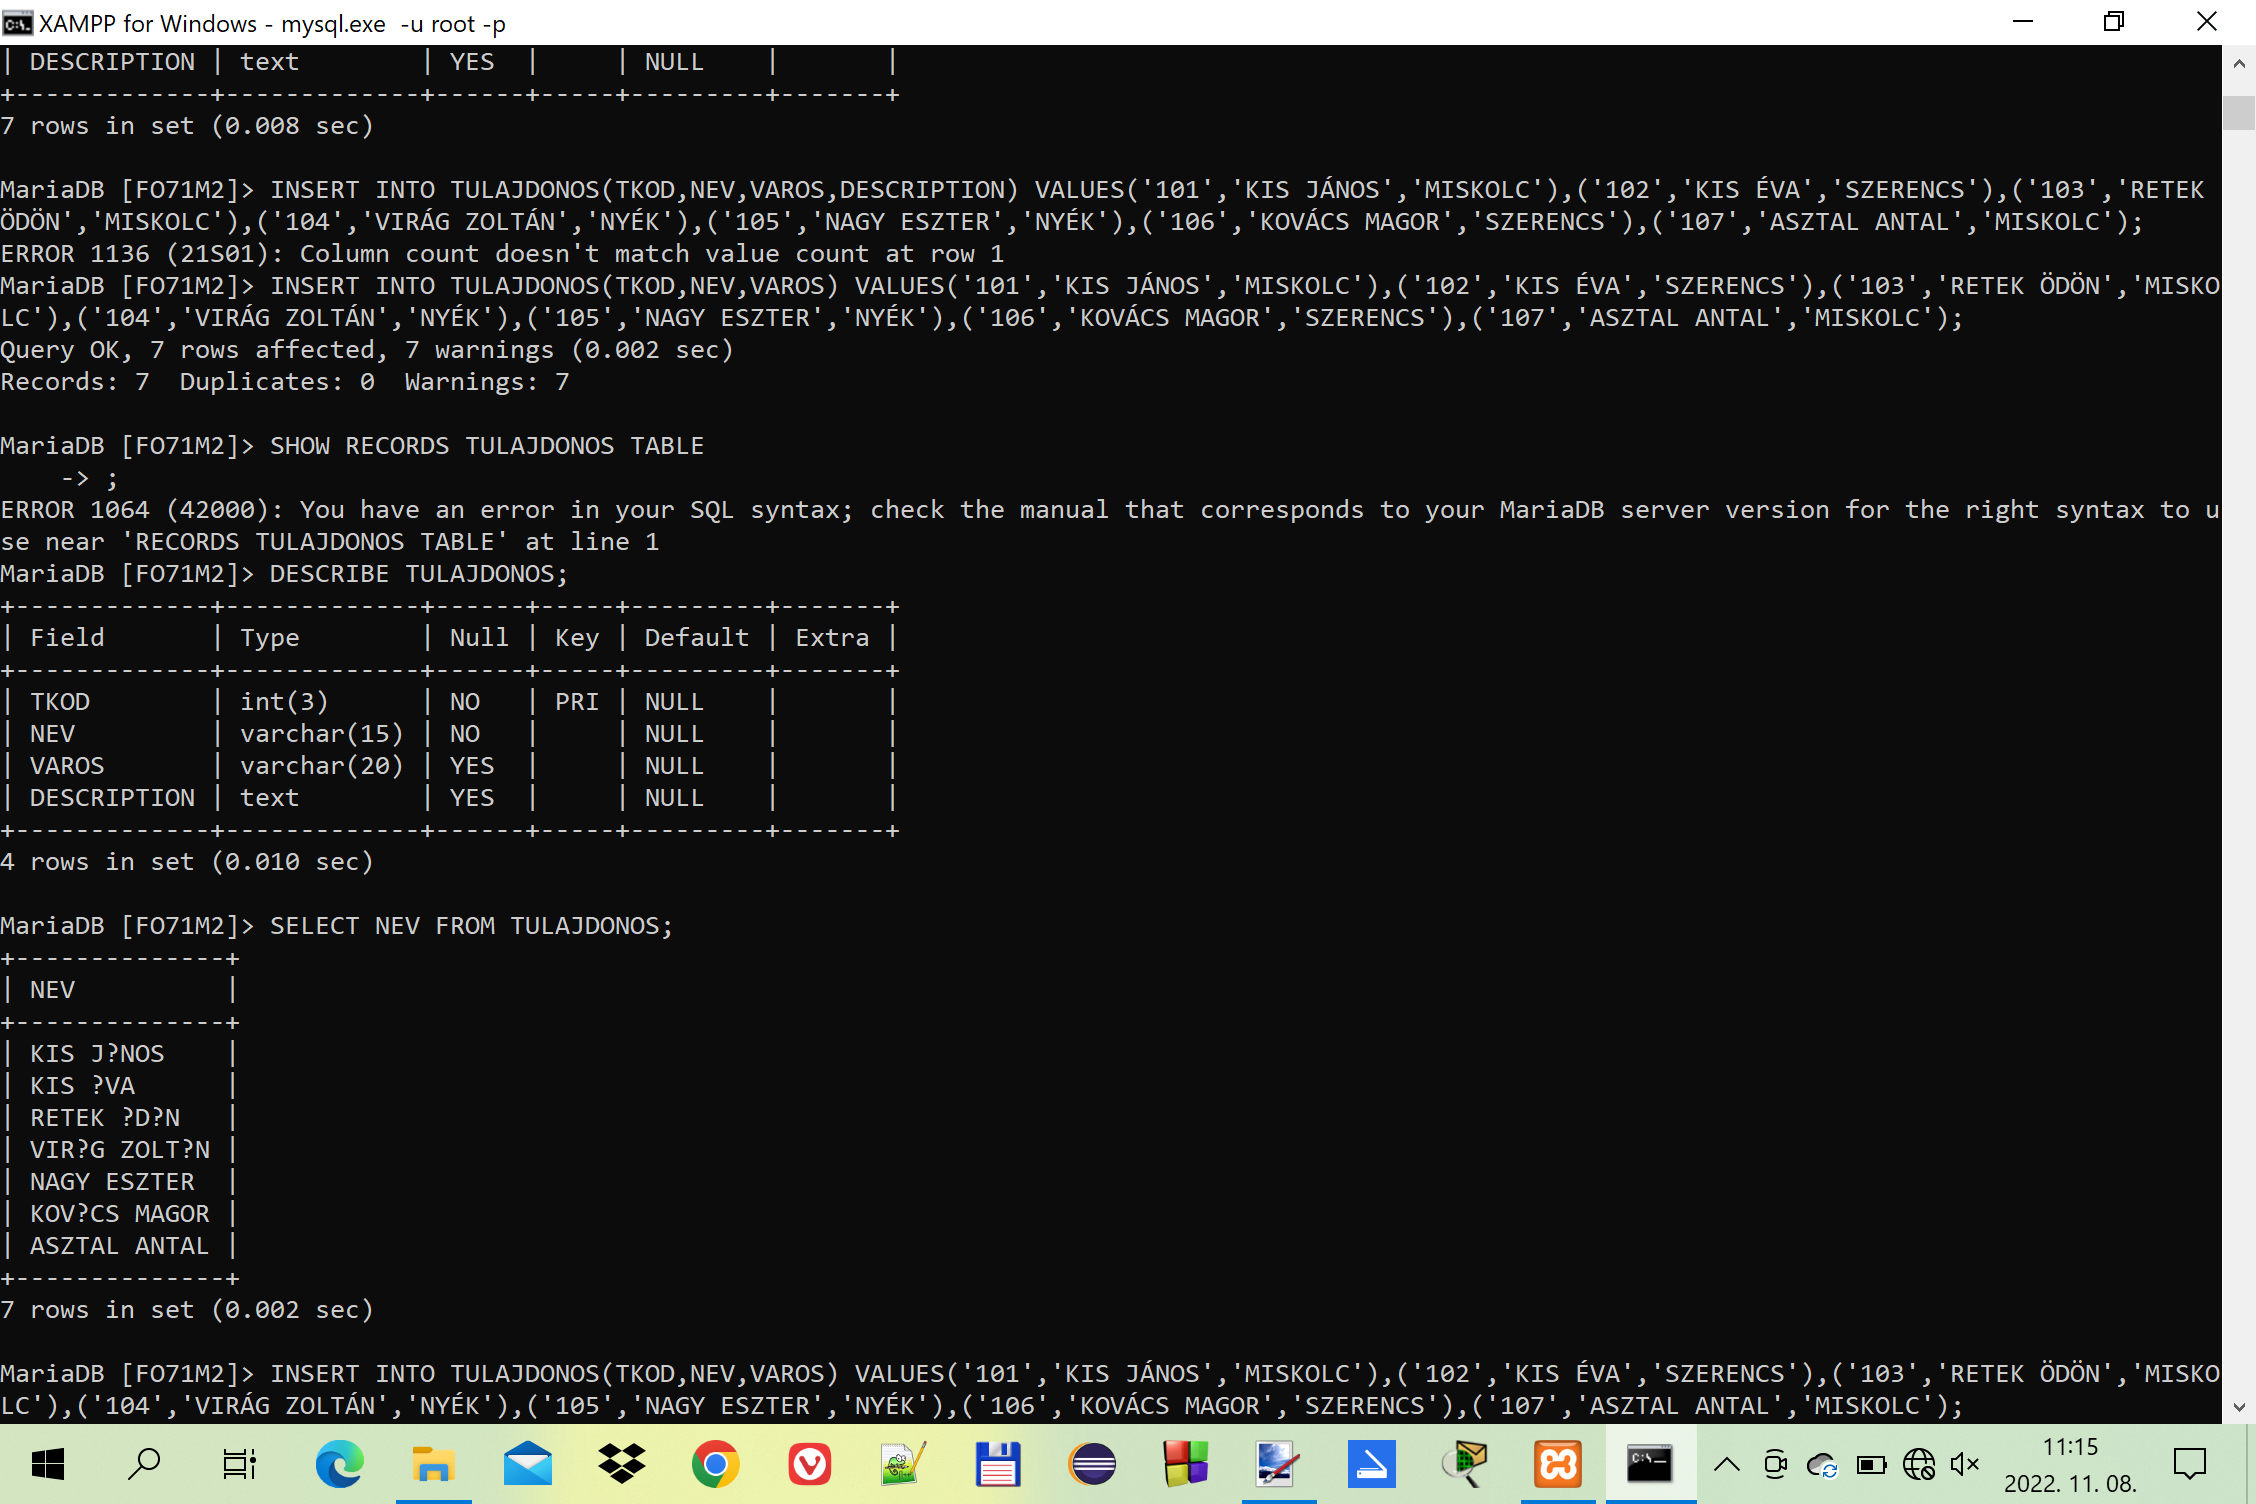 XAMPP for Windows - mysql.exe  -u root -p
| DESCRIPTION | text        | YES  |     | NULL    |       |
+-------------+-------------+------+-----+---------+-------+
7 rows in set (0.008 sec)
MariaDB [FO71M2]> INSERT INTO TULAJDONOS(TKOD,NEV,VAROS,DESCRIPTION) VALUES('101','KIS JÁNOS','MISKOLC'),('102','KIS ÉVA','SZERENCS'),('103','RETEK
ÖDÖN','MISKOLC'),('104','VIRÁG ZOLTÁN','NYÉK'),('105','NAGY ESZTER','NYÉK'),('106','KOVÁCS MAGOR','SZERENCS'),('107','ASZTAL ANTAL','MISKOLC');
ERROR 1136 (21S01): Column count doesn't match value count at row 1
MariaDB [FO71M2]> INSERT INTO TULAJDONOS(TKOD,NEV,VAROS) VALUES('101','KIS JÁNOS','MISKOLC'),('102','KIS ÉVA','SZERENCS'),('103','RETEK ÖDÖN','MISKO
LC'),('104','VIRÁG ZOLTÁN','NYÉK'),('105','NAGY ESZTER','NYÉK'),('106','KOVÁCS MAGOR','SZERENCS'),('107','ASZTAL ANTAL','MISKOLC');
Query OK, 7 rows affected, 7 warnings (0.002 sec)
Records: 7  Duplicates: 0  Warnings: 7
MariaDB [FO71M2]> SHOW RECORDS TULAJDONOS TABLE
    -> ;
ERROR 1064 (42000): You have an error in your SQL syntax; check the manual that corresponds to your MariaDB server version for the right syntax to u
se near 'RECORDS TULAJDONOS TABLE' at line 1
MariaDB [FO71M2]> DESCRIBE TULAJDONOS;
+-------------+-------------+------+-----+---------+-------+
| Field       | Type        | Null | Key | Default | Extra |
+-------------+-------------+------+-----+---------+-------+
| TKOD        | int(3)      | NO   | PRI | NULL    |       |
| NEV         | varchar(15) | NO   |     | NULL    |       |
| VAROS       | varchar(20) | YES  |     | NULL    |       |
| DESCRIPTION | text        | YES  |     | NULL    |       |
+-------------+-------------+------+-----+---------+-------+
4 rows in set (0.010 sec)
MariaDB [FO71M2]> SELECT NEV FROM TULAJDONOS;
+--------------+
| NEV          |
+--------------+
| KIS J?NOS    |
| KIS ?VA      |
| RETEK ?D?N   |
| VIR?G ZOLT?N |
| NAGY ESZTER  |
| KOV?CS MAGOR |
| ASZTAL ANTAL |
+--------------+
7 rows in set (0.002 sec)
MariaDB [FO71M2]> INSERT INTO TULAJDONOS(TKOD,NEV,VAROS) VALUES('101','KIS JÁNOS','MISKOLC'),('102','KIS ÉVA','SZERENCS'),('103','RETEK ÖDÖN','MISKO
LC'),('104','VIRÁG ZOLTÁN','NYÉK'),('105','NAGY ESZTER','NYÉK'),('106','KOVÁCS MAGOR','SZERENCS'),('107','ASZTAL ANTAL','MISKOLC');
11:15
2022. 11. 08.